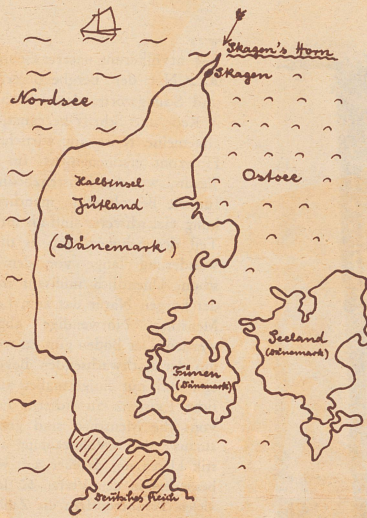 Skagen's Horn
Skagen
Nordsee
Ostsee
Halbinsel
Jütland
(Dänemark)
Seeland
(Dänemark)
Fünen
(Dänemark)
Deutsches Reich